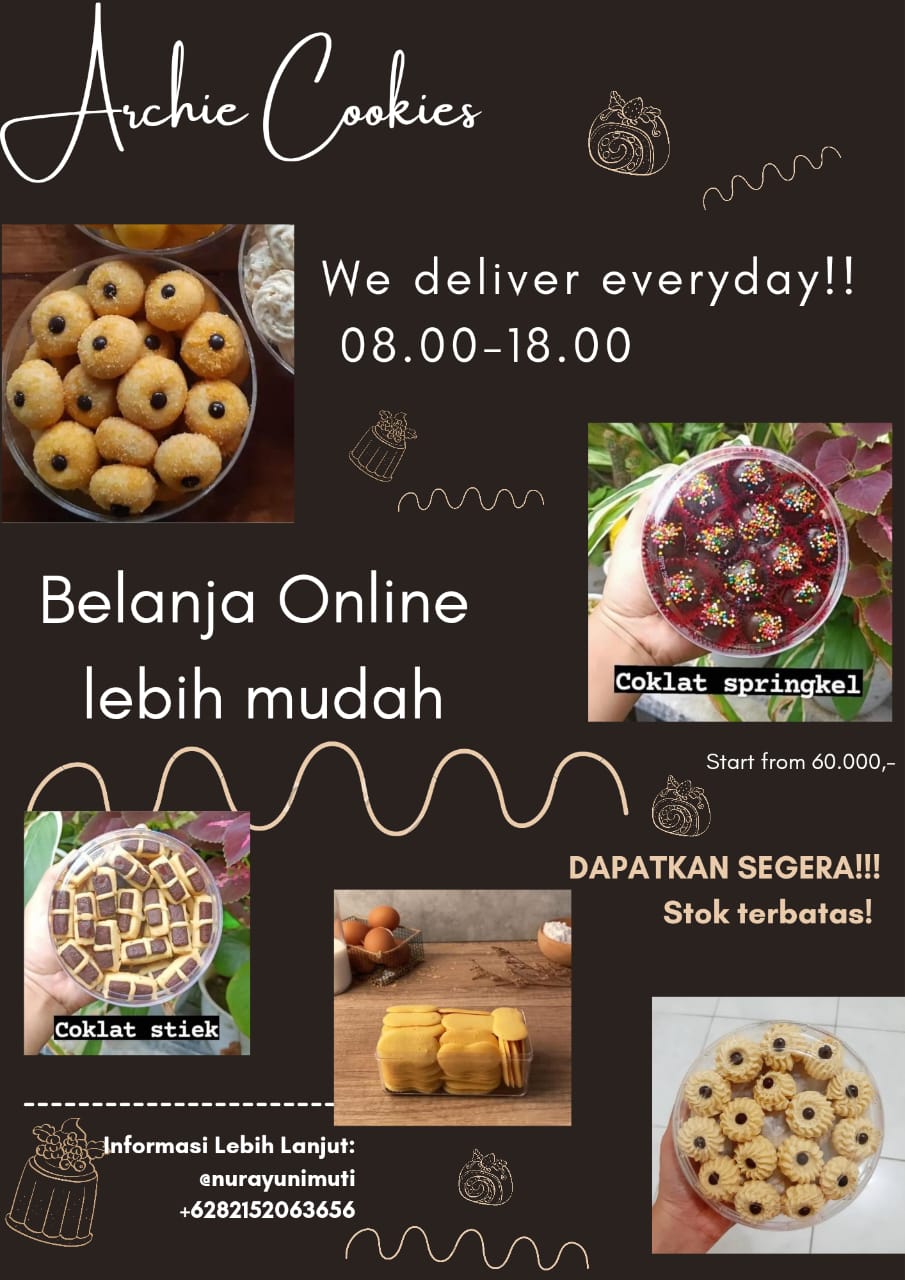 Archie Cookies
We deliver everyday!!
08.00-18.00
Coklat springkel
Belanja Online
lebih mudah
Start from 60.000,-
DAPATKAN SEGERA!!!
Stok terbatas!
Coklat stiek
Informasi Lebih Lanjut:
@nurayunimuti
+6282152063656